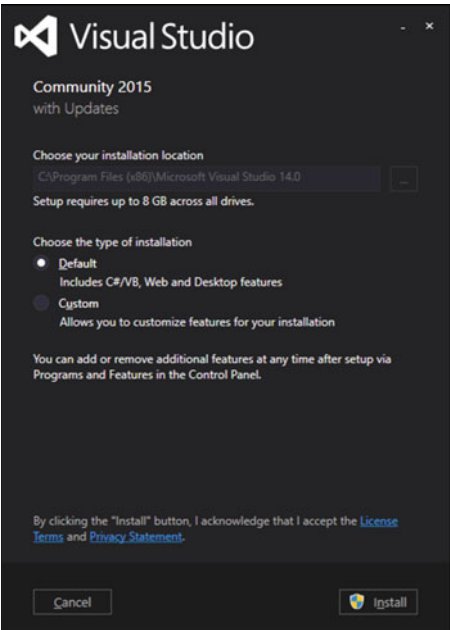 Visual Studio
Community 2015
with Updates
Choose your installation location
C:\Program Files (x86)\Microsoft Visual Studio 14.0
...
Setup requires up to 8 GB across all drives.
Choose the type of installation
Default
Includes C#/VB, Web and Desktop features
Custom
Allows you to customize features for your installation
You can add or remove additional features at any time after setup via
Programs and Features in the Control Panel.
By clicking the "Install" button, I acknowledge that I accept the License
Terms and Privacy Statement.
Cancel
Install